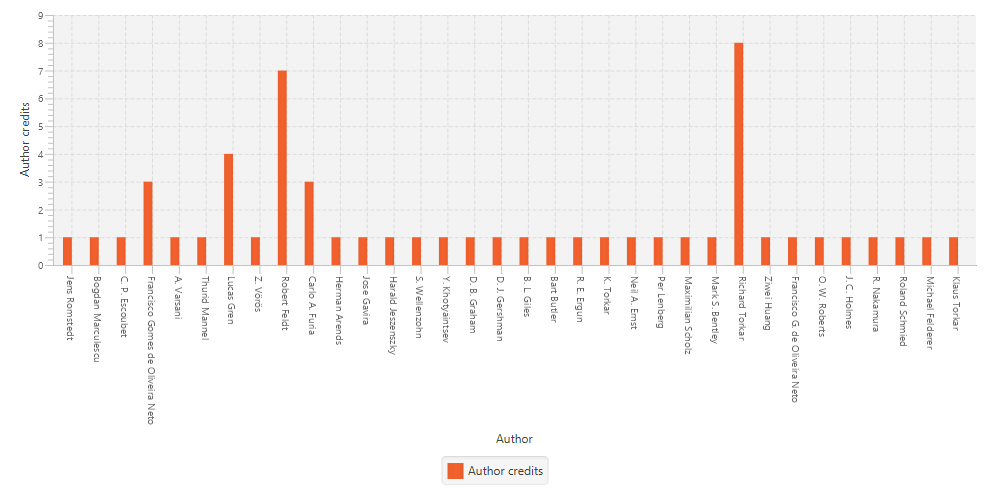 9
8
7
6
5
4
3
2
1
0
Author credits
Jens Romstedt
Bogdan Marculescu
C. P. Escoubet
Francisco Gomes de Oliveira Neto
A. Varsani
Thurid Mannel
Lucas Gren
Z. Vörös
Robert Feldt
Carlo A. Furia
Herman Arends
Jose Gavira
Harald Jeszenszky
S. Wellenzohn
Y. Khotyaintsev
D. B. Graham
D. J. Gershman
B. L. Giles
Bart Butler
R. E. Ergun
K. Torkar
Neil A. Ernst
Per Lenberg
Maximilian Scholz
Mark S. Bentley
Richard Torkar
Ziwei Huang
Francisco G. de Oliveira Neto
O. W. Roberts
J. C. Holmes
R. Nakamura
Roland Schmied
Michael Felderer
Klaus Torkar
Author
Author credits